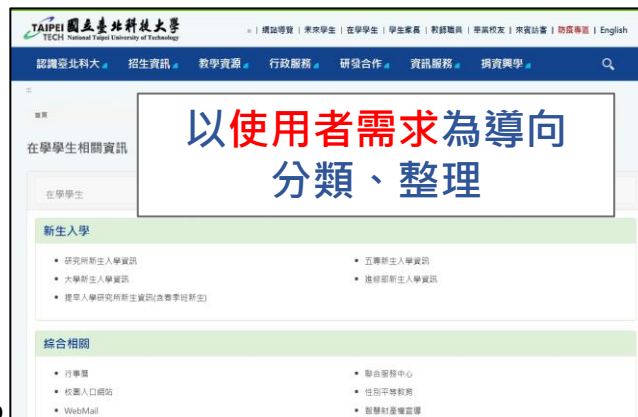 TAIPEI TECH 國立臺北科技大學
National Taipei University of Technology
網站導覽 | 未來學生 | 在學學生 | 學生家長 | 教師職員 | 畢業校友 | 來賓訪客 | 防疫專區 | English
認識臺北科大 招生資訊 教學資源 行政服務 研發合作 資訊服務 捐資興學
首頁
以使用者需求為導向
分類、整理
在學學生相關資訊
在學學生
新生入學
• 研究所新生入學資訊
• 五專新生入學資訊
• 大學新生入學資訊
• 進修部新生入學資訊
• 提早入學研究所新生資訊(含春季班新生)
綜合相關
• 行事曆
• 聯合服務中心
• 校園入口網站
• 性別平等教育
• WebMail
• 智慧財產權宣導